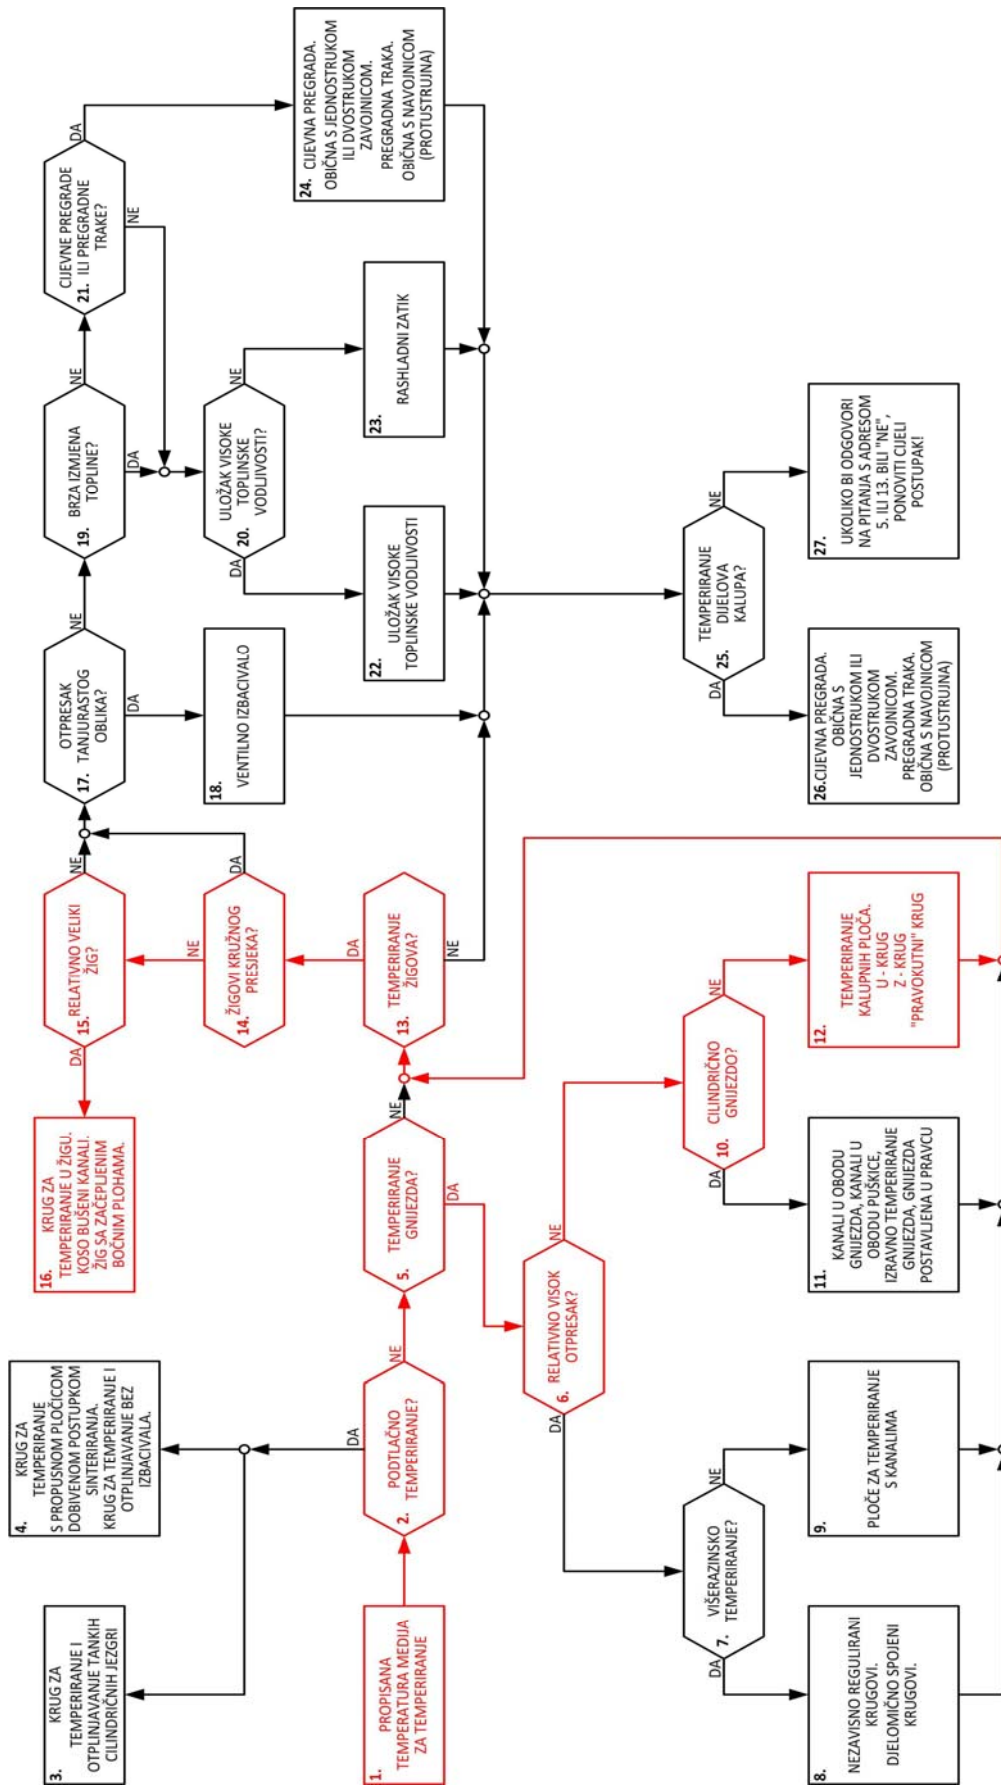 1.
PROPISANA
TEMPERATURA MEDIJA
ZA TEMPERIRANJE
2.
PODTLAČNO
TEMPERIRANJE?
DA
NE
3.
KRUG ZA
TEMPERIRANJE I
OTPLINJAVANJE TANKIH
CILINDRIČNIH JEZGRI
4.
KRUG ZA
TEMPERIRANJE
S PROPUSNOM PLOČICOM
DOBIVENOM POSTUPKOM
SINTERIRANJA.
KRUG ZA TEMPERIRANJE I
OTPLINJAVANJE BEZ
IZBACIVALA.
5.
TEMPERIRANJE
GNIJEZDA?
DA
NE
6.
RELATIVNO VISOK
OTPRESAK?
DA
NE
7.
VIŠERAZINSKO
TEMPERIRANJE?
DA
NE
8.
NEZAVISNO REGULIRANI
KRUGOVI.
DJELOMIČNO SPOJENI
KRUGOVI.
9.
PLOČE ZA TEMPERIRANJE
S KANALIMA
10.
CILINDRIČNO
GNIJEZDO?
DA
NE
11.
KANALI U OBODU
GNIJEZDA, KANALI U
OBODU PUŠKICE,
IZRAVNO TEMPERIRANJE
GNIJEZDA, GNIJEZDA
POSTAVLJENA U PRAVCU
12.
TEMPERIRANJE
KALUPNIH PLOČA.
U - KRUG
Z - KRUG
"PRAVOKUTNI" KRUG
13.
TEMPERIRANJE
ŽIGOVA?
DA
NE
14.
ŽIGOVI KRUŽNOG
PRESJEKA?
NE
DA
15.
RELATIVNO VELIKI
ŽIG?
DA
NE
16.
KRUG ZA
TEMPERIRANJE U ŽIGU.
KOSO BUŠENI KANALI.
ŽIG SA ZAČEPLJENIM
BOČNIM PLOHAMA.
17.
OTPRESAK
TANJURASTOG
OBLIKA?
DA
NE
18.
VENTILNO IZBACIVALO
19.
BRZA IZMJENA
TOPLINE?
DA
NE
20.
ULOŽAK VISOKE
TOPLINSKE
VODLJIVOSTI?
DA
NE
21.
CIJEVNE PREGRADE
ILI PREGRADNE
TRAKE?
DA
NE
22.
ULOŽAK VISOKE
TOPLINSKE VODLJIVOSTI
23.
RASHLADNI ZATIK
24. CIJEVNA PREGRADA.
OBIČNA S JEDNOSTRUKOM
ILI DVOSTRUKOM
ZAVOJNICOM.
PREGRADNA TRAKA.
OBIČNA S NAVOJNICOM
(PROTUSTRUJNA)
25.
TEMPERIRANJE
DIJELOVA
KALUPA?
DA
NE
26.CIJEVNA PREGRADA.
OBIČNA S
JEDNOSTRUKOM ILI
DVOSTRUKOM
ZAVOJNICOM.
PREGRADNA TRAKA.
OBIČNA S NAVOJNICOM
(PROTUSTRUJNA)
27.
UKOLIKO BI ODGOVORI
NA PITANJA S ADRESOM
5. ILI 13. BILI "NE",
PONOVITI CIJELI
POSTUPAK!